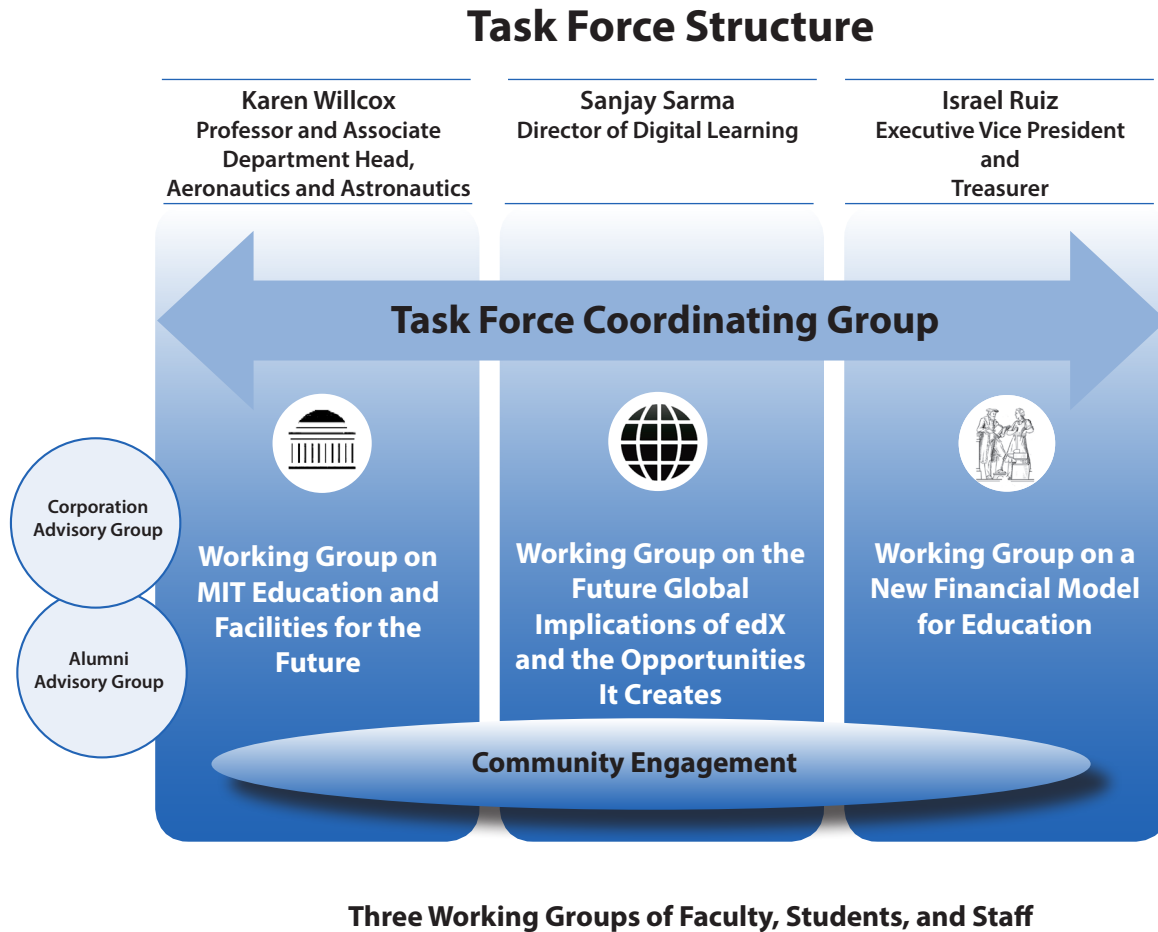 Task Force Structure
Karen Willcox
Professor and Associate
Department Head,
Aeronautics and Astronautics
Sanjay Sarma
Director of Digital Learning
Israel Ruiz
Executive Vice President
and
Treasurer
Task Force Coordinating Group
Corporation
Advisory Group
Alumni
Advisory Group
Working Group on
MIT Education and
Facilities for the
Future
Working Group on the
Future Global
Implications of edX
and the Opportunities
It Creates
Working Group on a
New Financial Model
for Education
Community Engagement
Three Working Groups of Faculty, Students, and Staff